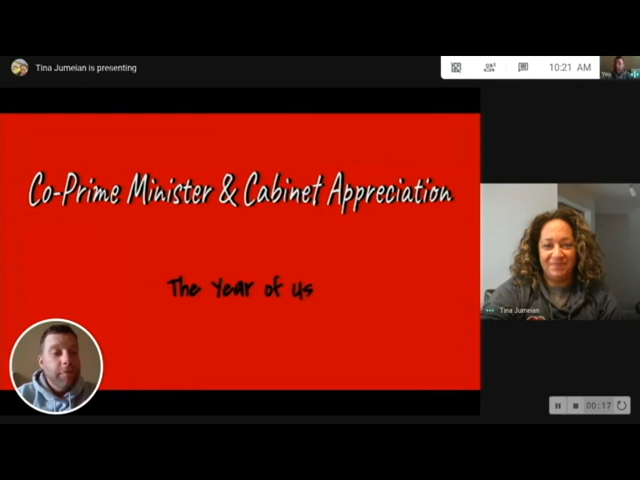 Tina Jumeian is presenting
10:21 AM
You
Co-Prime Minister & Cabinet Appreciation
The Year of Us
Tina Jumeian
00:17